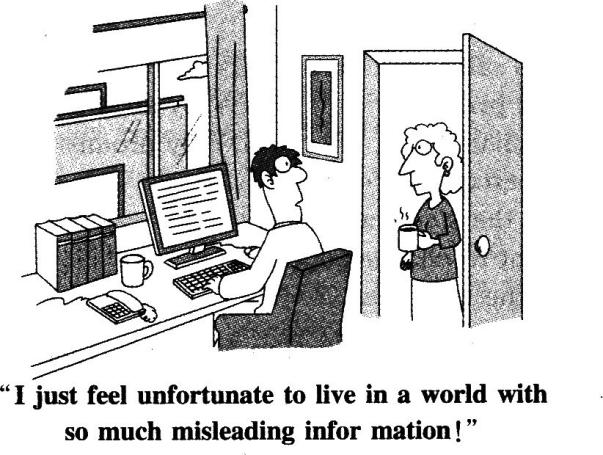 “I just feel unfortunate to live in a world with
so much misleading infor mation!”